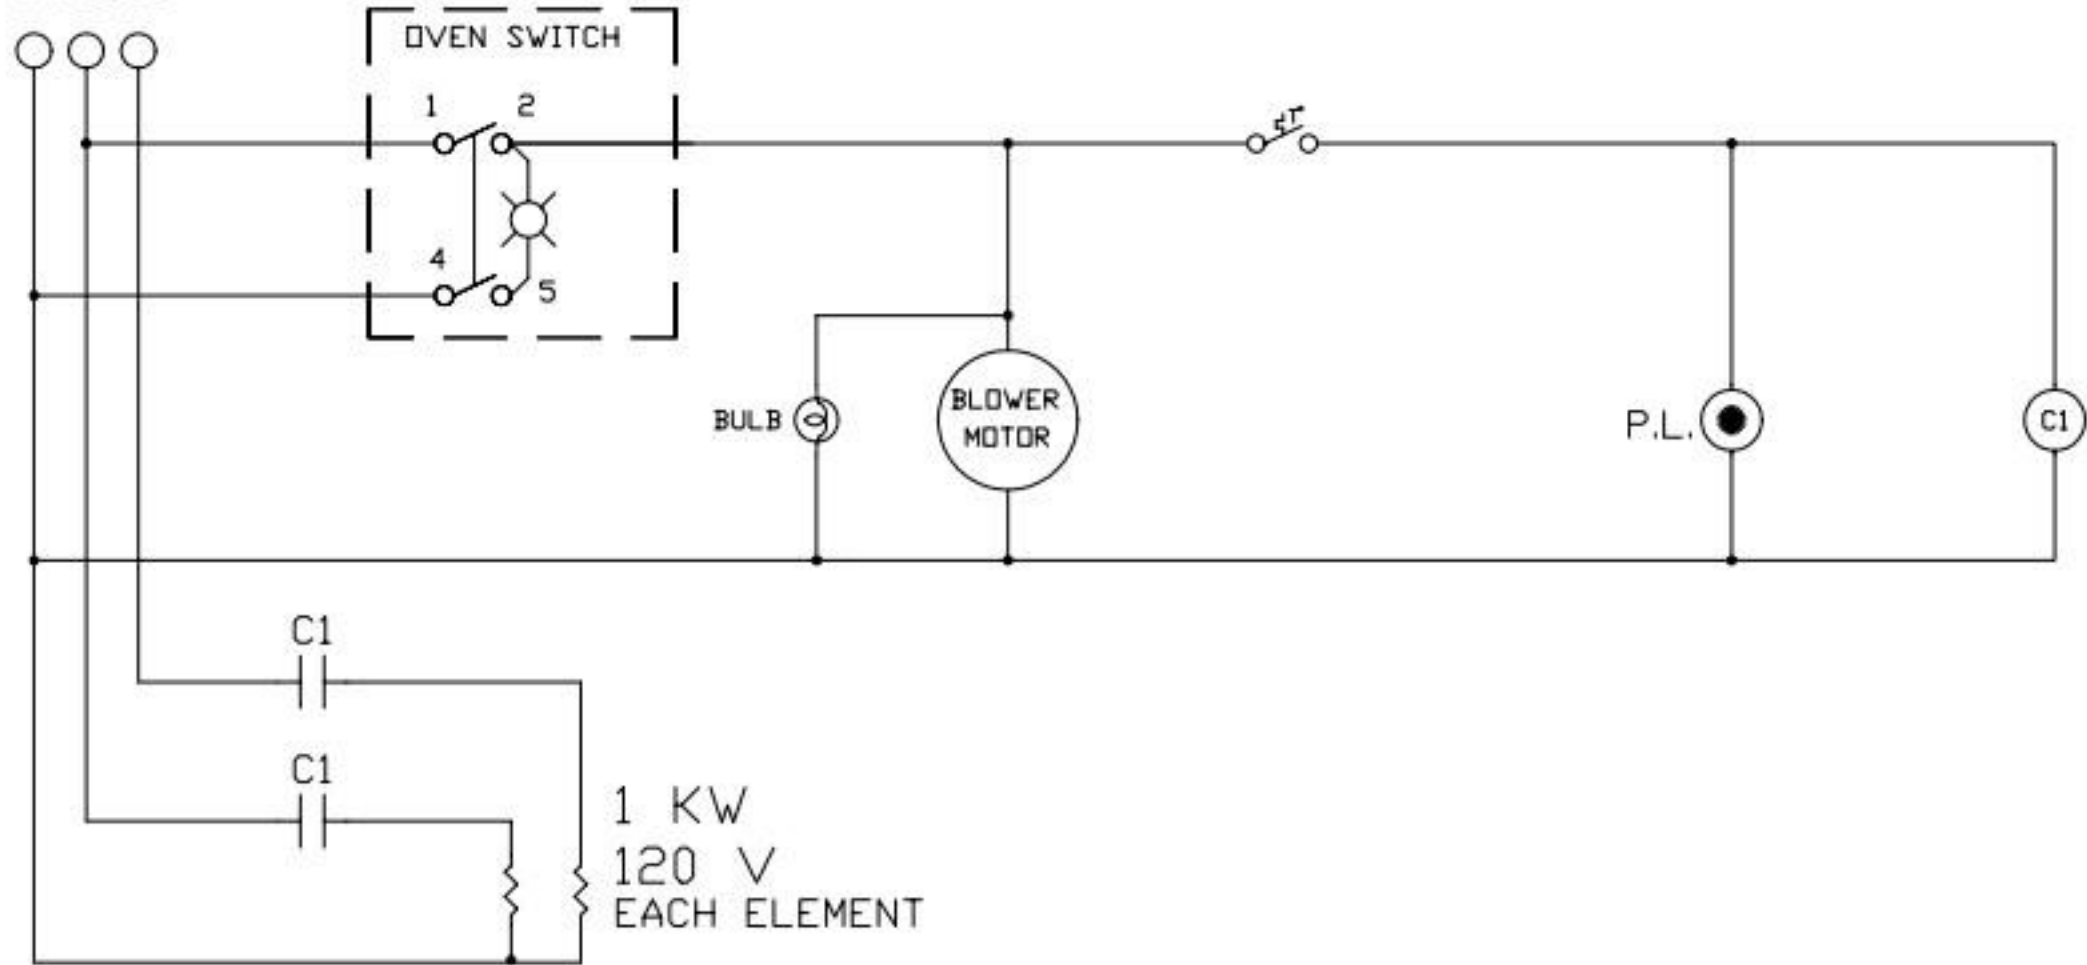 OVEN SWITCH
1 2
4
5
BULB
BLOWER
MOTOR
P.L.
C1
C1
C1
1 KW
120 V
EACH ELEMENT